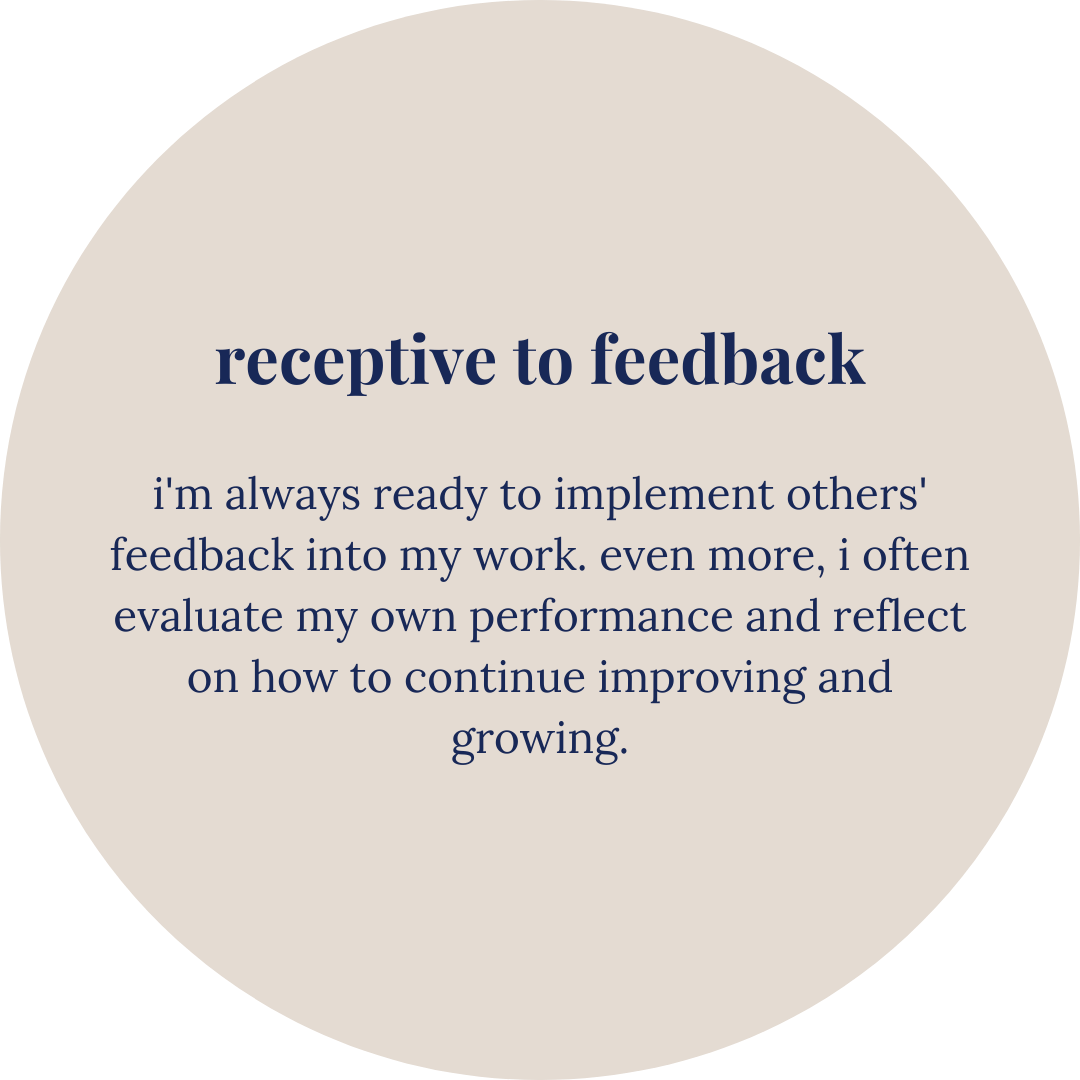 receptive to feedback
i'm always ready to implement others'
feedback into my work. even more, i often
evaluate my own performance and reflect
on how to continue improving and
growing.